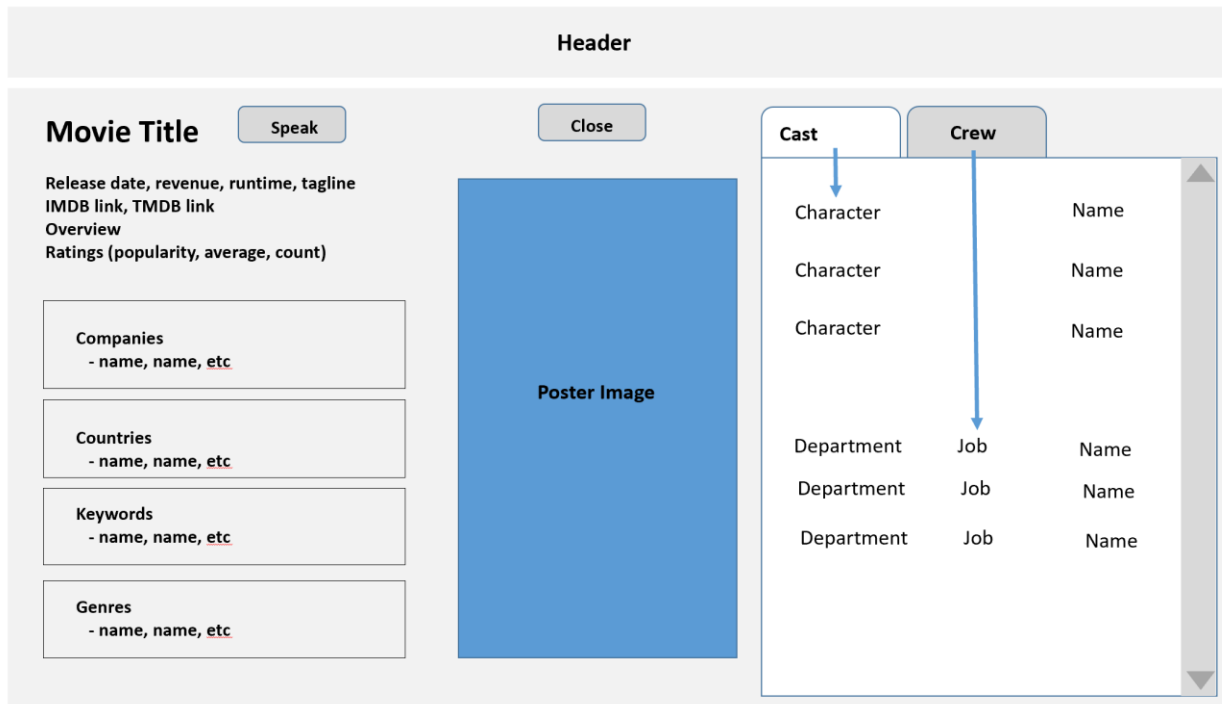 Header
Movie Title
Speak
Release date, revenue, runtime, tagline
IMDB link, TMDB link
Overview
Ratings (popularity, average, count)
Companies
- name, name, etc
Countries
- name, name, etc
Keywords
- name, name, etc
Genres
- name, name, etc
Close
Poster Image
Cast
Crew
Character Name
Character Name
Character Name
Department Job Name
Department Job Name
Department Job Name